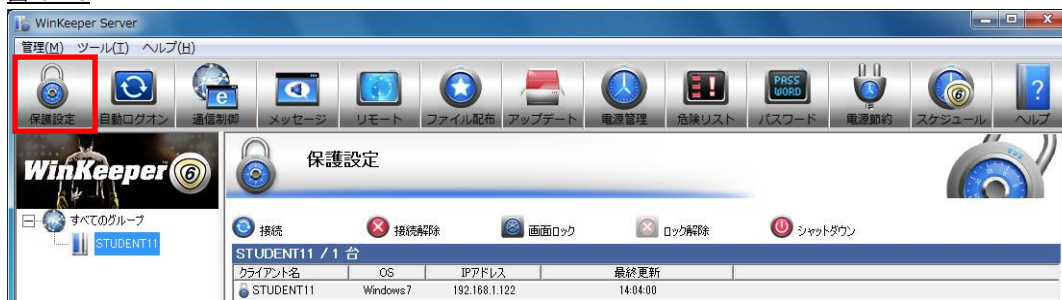 WinKeeper Server
管理(M) ツール(T) ヘルプ(H)
保護設定 自動ログオン 通信制御 メッセージ リモート ファイル配布 アップデート 電源管理 危険リスト パスワード 電源節約 スケジュール ヘルプ
PASS
WORD
WinKeeper 6
保護設定
すべてのグループ
STUDENT11
接続 接続解除 画面ロック ロック解除 シャットダウン
STUDENT11 / 1 台
クライアント名 OS IPアドレス 最終更新
STUDENT11 Windows7 192.168.1.122 14:04:00